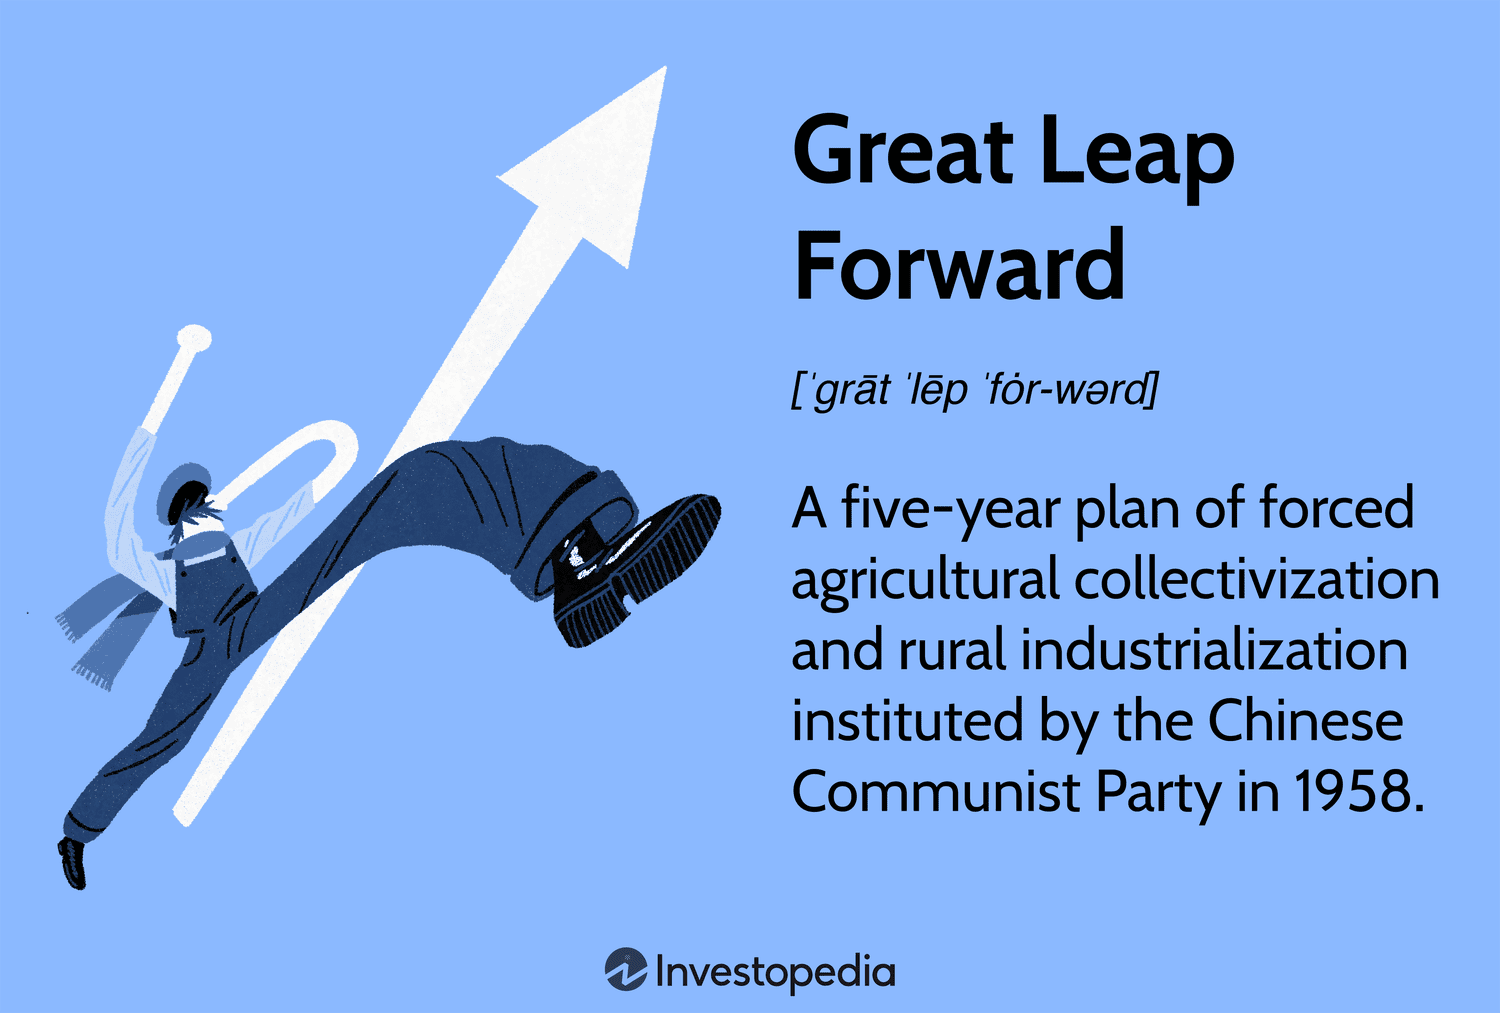 Great Leap
Forward
[ˈgrāt ˈlēp ˈfȯr-wərd]
A five-year plan of forced
agricultural collectivization
and rural industrialization
instituted by the Chinese
Communist Party in 1958.
Investopedia